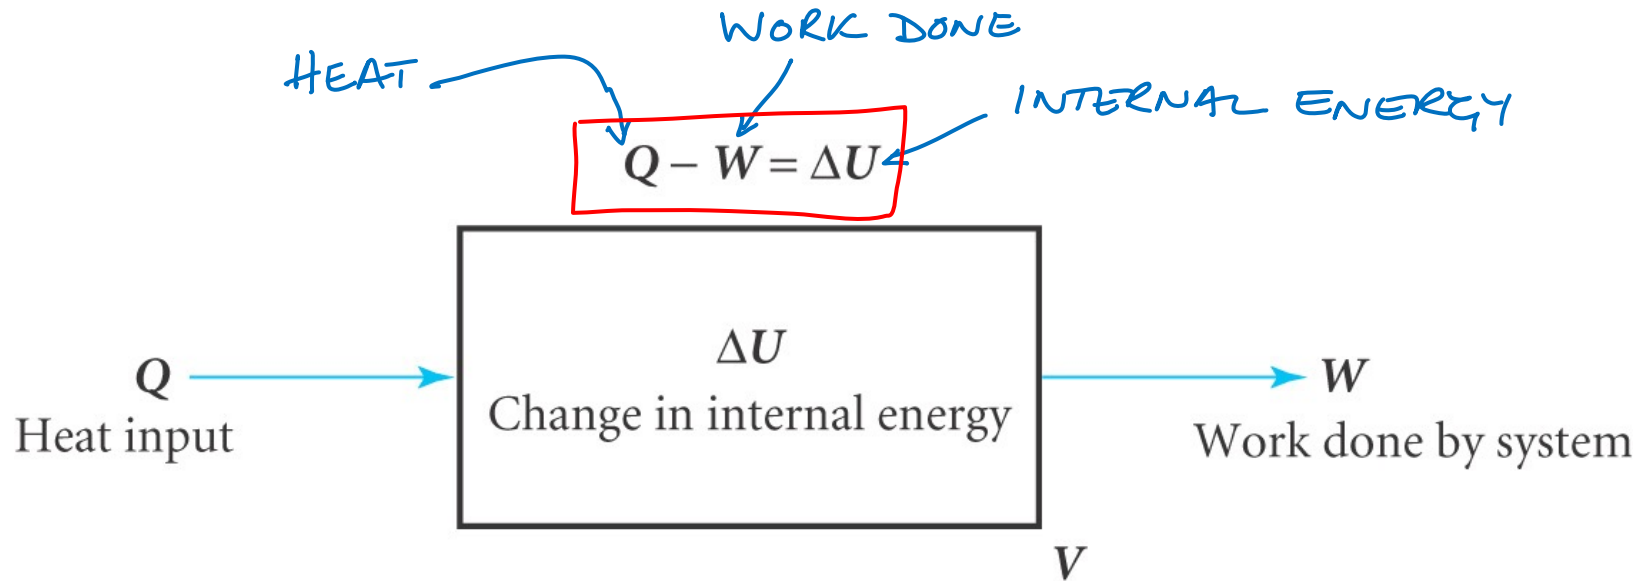 WORK DONE
HEAT
INTERNAL ENERGY
Q – W = ΔU
ΔU
Change in internal energy
Q
Heat input
W
Work done by system
V